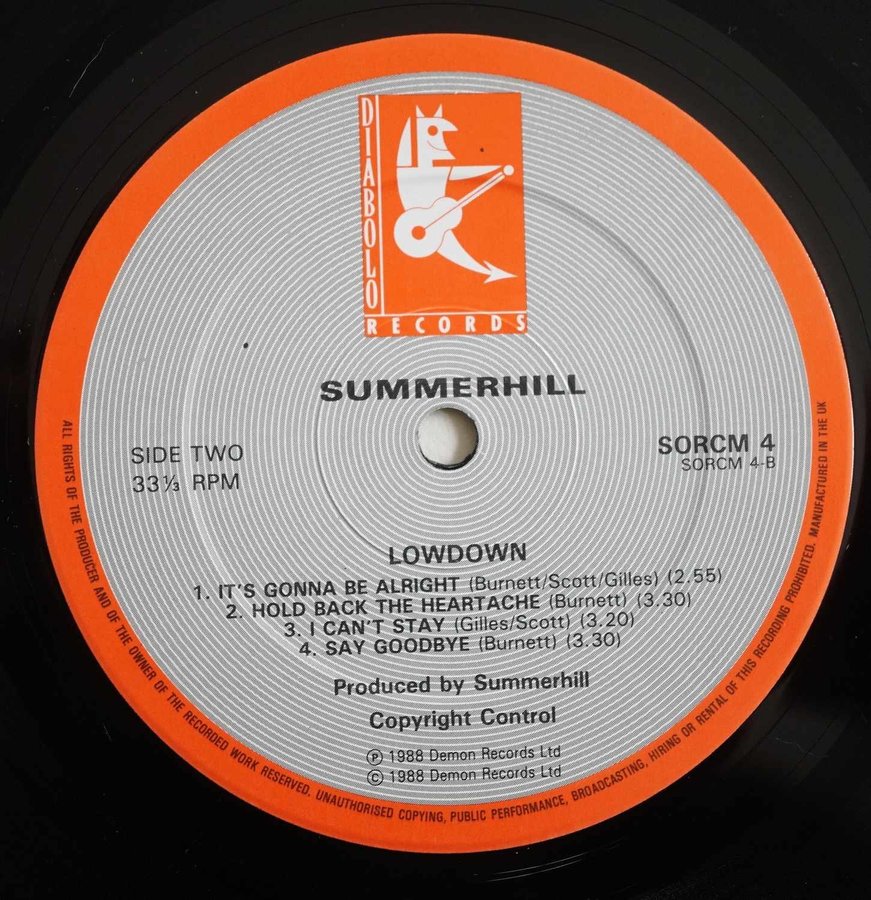 DIABOLO
RECORDS
SUMMERHILL
SIDE TWO
33⅓ RPM
SORCM 4
SORCM 4-B
LOWDOWN
1. IT'S GONNA BE ALRIGHT (Burnett/Scott/Gilles) (2.55)
2. HOLD BACK THE HEARTACHE (Burnett) (3.30)
3. I CAN'T STAY (Gilles/Scott) (3.20)
4. SAY GOODBYE (Burnett) (3.30)
Produced by Summerhill
Copyright Control
℗ 1988 Demon Records Ltd
© 1988 Demon Records Ltd
ALL RIGHTS OF THE PRODUCER AND OF THE OWNER OF THE RECORDED WORK RESERVED. UNAUTHORISED COPYING, PUBLIC PERFORMANCE, BROADCASTING, HIRING OR RENTAL OF THIS RECORDING PROHIBITED. MANUFACTURED IN THE UK